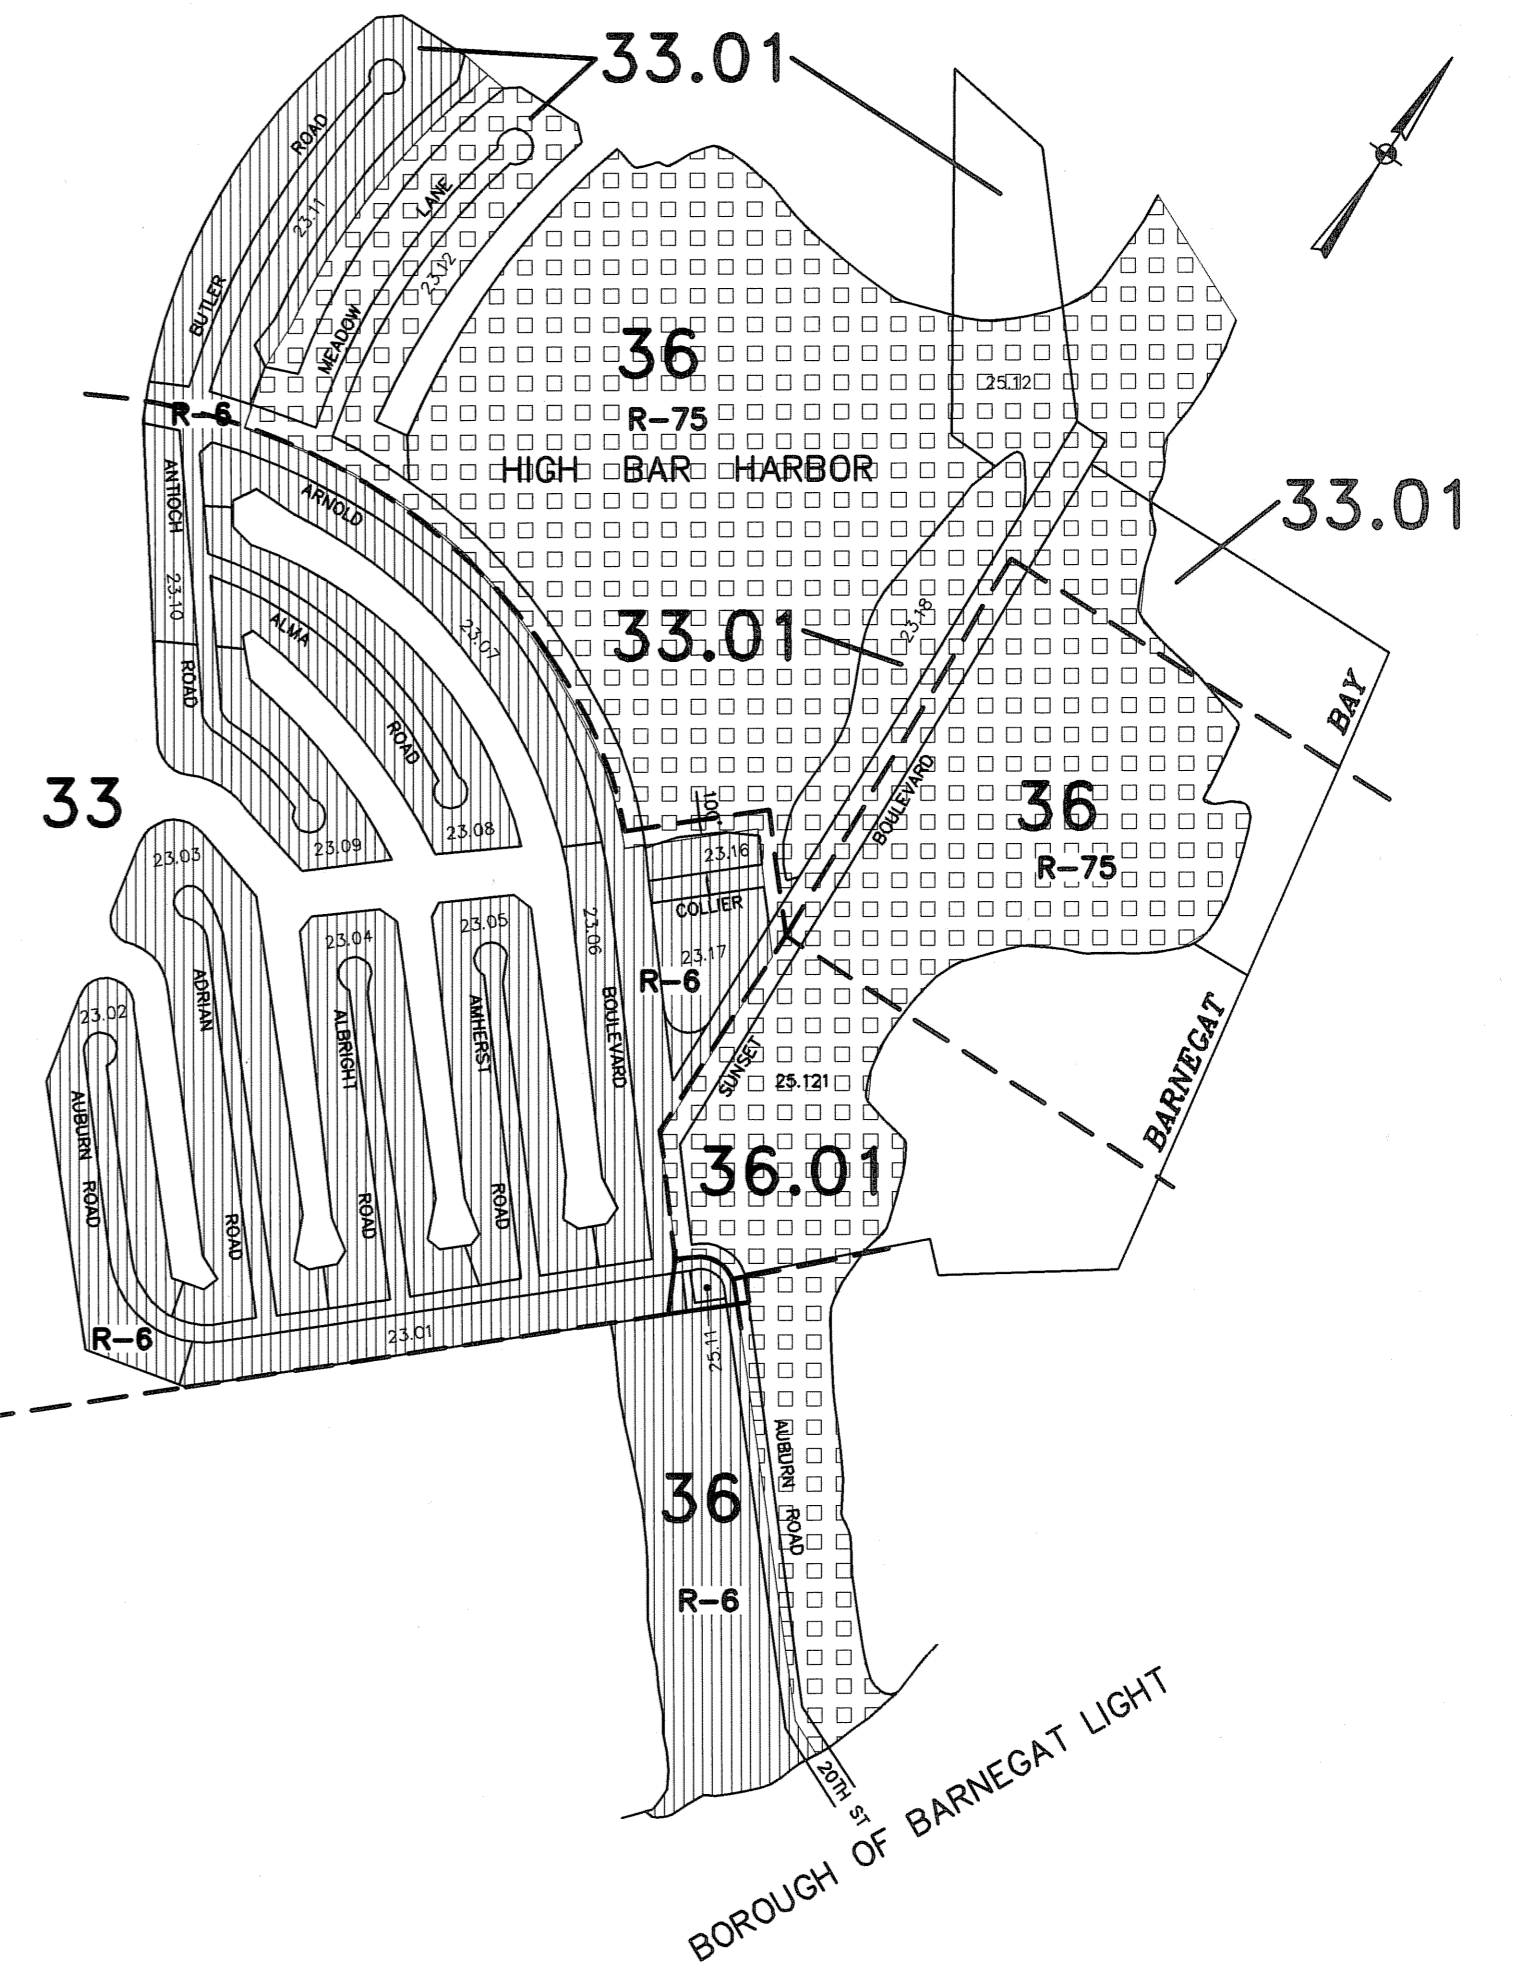 33.01
ROAD
LANE
23.11
23.12
BUTLER
MEADOW
36
R-75
25.12
R-6
HIGH BAR HARBOR
ANTIOCH
ARNOLD
33.01
23.10
ALMA
23.07
33.01
23.18
ROAD
ROAD
BAY
BOULEVARD
33
100'
36
R-75
23.03
23.09
23.08
23.16
COLLIER
23.04
23.05
23.06
23.17
R-6
ADRIAN
23.02
ALBRIGHT
AMHERST
BOULEVARD
SUNSET
25.121
BARNEGAT
AUBURN ROAD
36.01
ROAD
ROAD
ROAD
R-6
23.01
25.11
AUBURN ROAD
36
R-6
20TH ST
BOROUGH OF BARNEGAT LIGHT